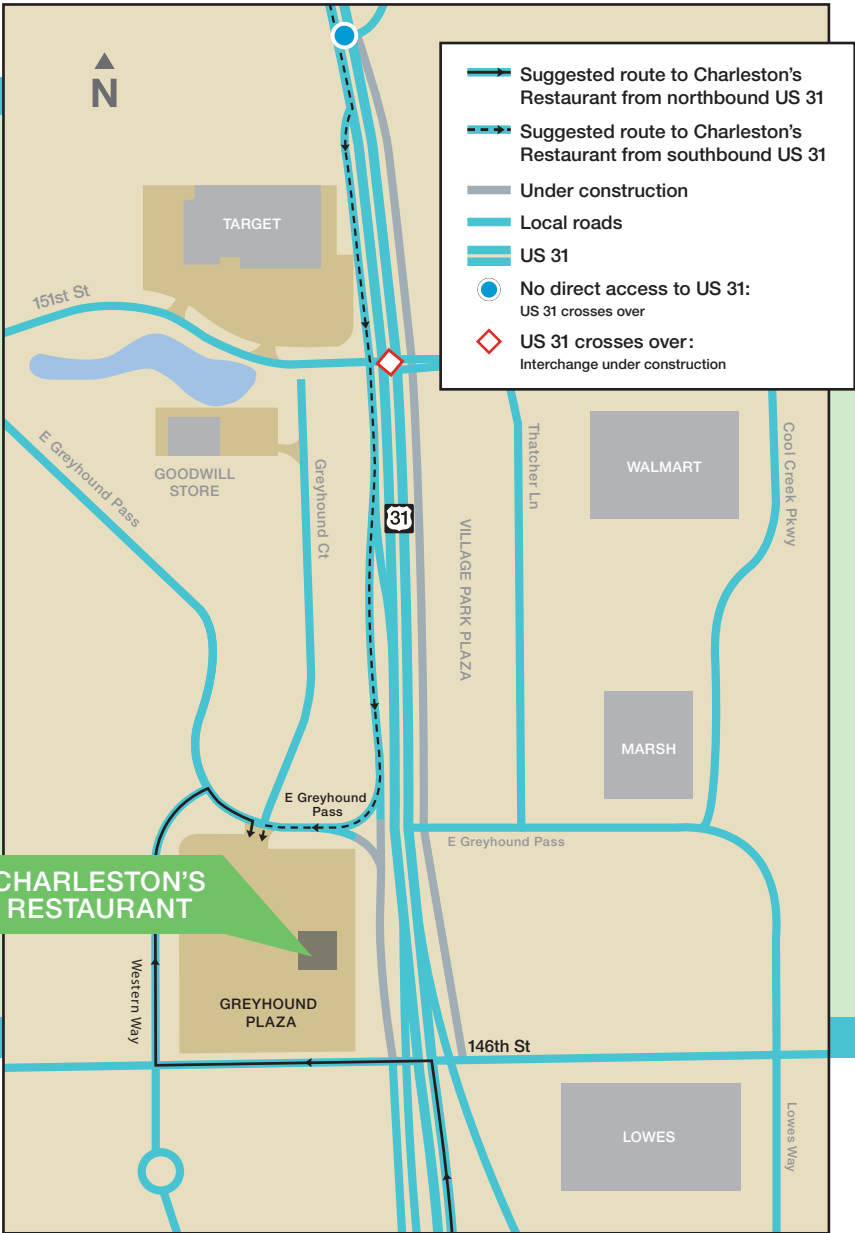 N
Suggested route to Charleston's
Restaurant from northbound US 31
Suggested route to Charleston's
Restaurant from southbound US 31
Under construction
Local roads
US 31
No direct access to US 31:
US 31 crosses over
US 31 crosses over:
Interchange under construction
TARGET
151st St
E Greyhound Pass
GOODWILL
STORE
Greyhound Ct
31
VILLAGE PARK PLAZA
Thatcher Ln
WALMART
Cool Creek Pkwy
MARSH
E Greyhound
Pass
E Greyhound Pass
CHARLESTON'S
RESTAURANT
Western Way
GREYHOUND
PLAZA
146th St
LOWES
Lowes Way